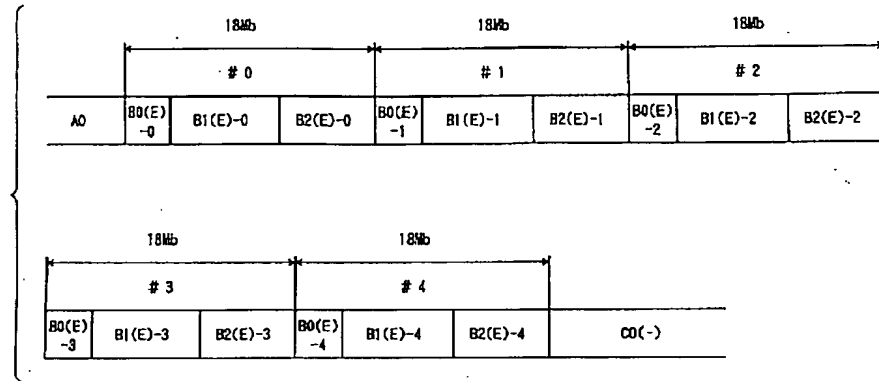 18Mb 18Mb 18Mb
# 0 # 1 # 2
A0 B0(E)-0 B1(E)-0 B2(E)-0 B0(E)-1 B1(E)-1 B2(E)-1 B0(E)-2 B1(E)-2 B2(E)-2
18Mb 18Mb
# 3 # 4
B0(E)-3 B1(E)-3 B2(E)-3 B0(E)-4 B1(E)-4 B2(E)-4 C0(-)